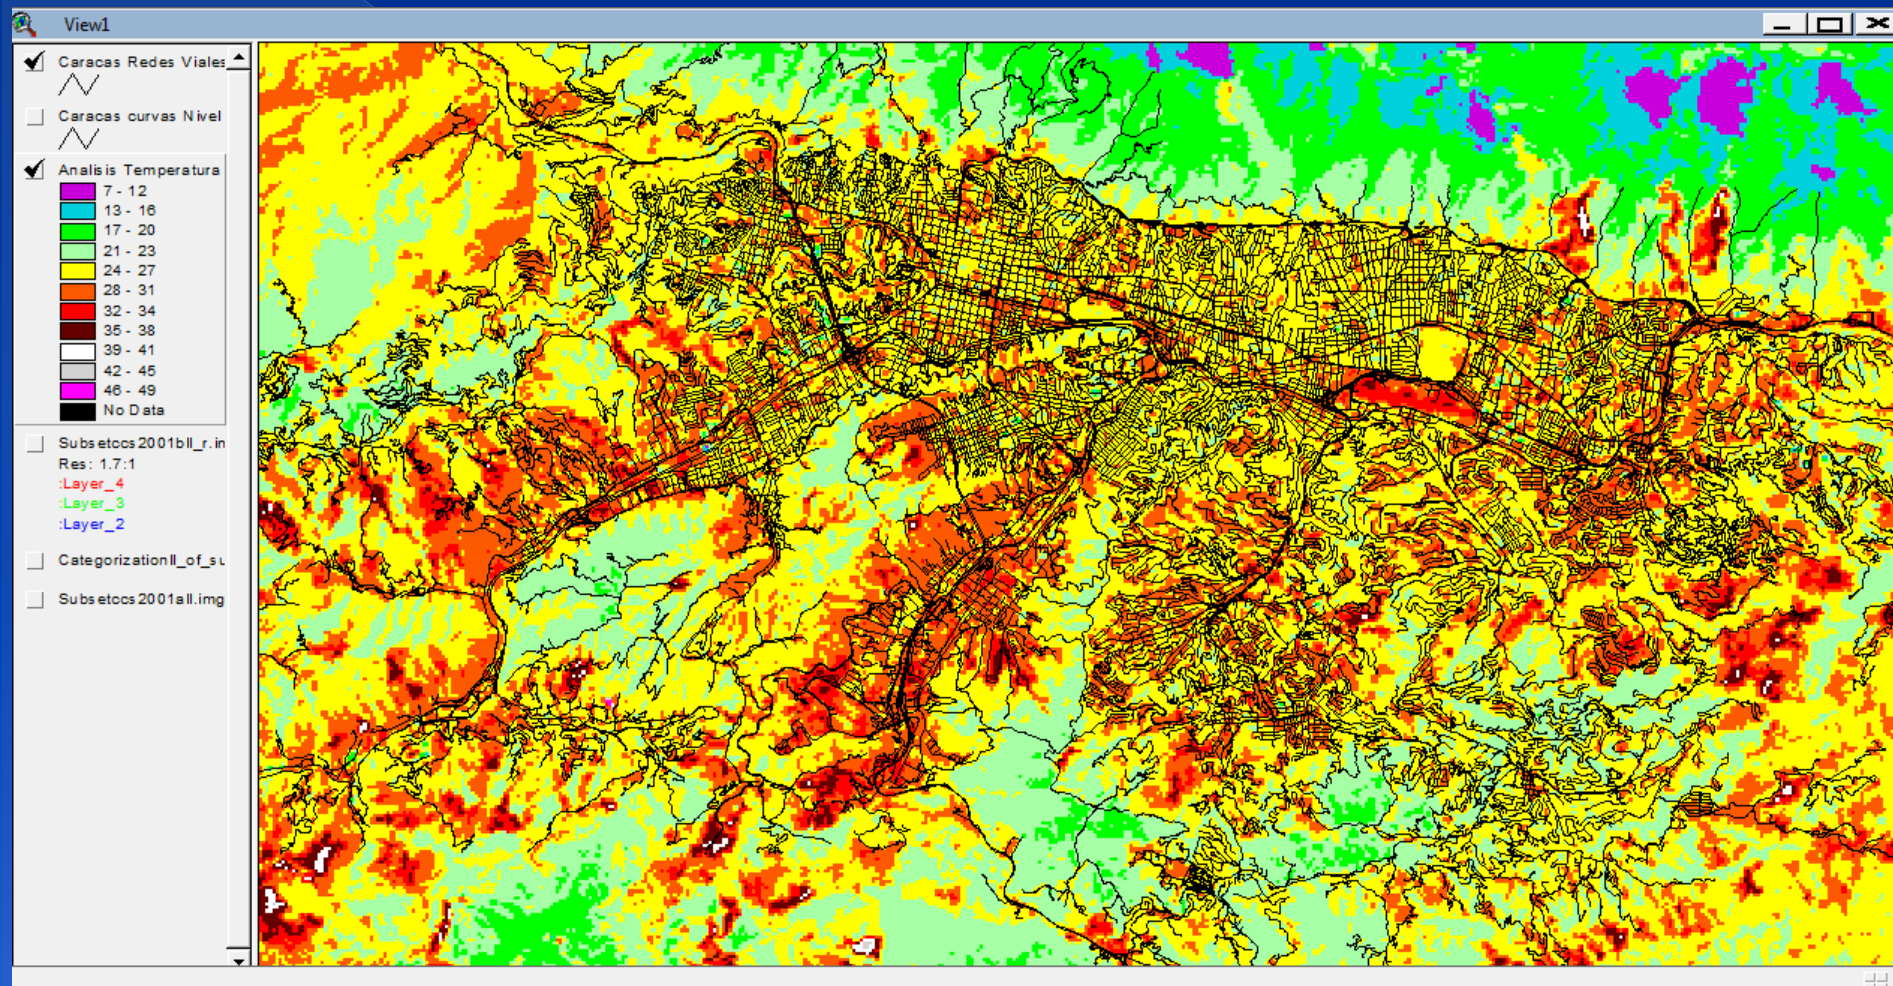 View1
Caracas Redes Viales
Caracas curvas Nivel
Analisis Temperatura
7 - 12
13 - 16
17 - 20
21 - 23
24 - 27
28 - 31
32 - 34
35 - 38
39 - 41
42 - 45
46 - 49
No Data
Subsetccs2001bII_r.in
Res: 1.7:1
:Layer_4
:Layer_3
:Layer_2
CategorizationII_of_su
Subsetccs2001all.img